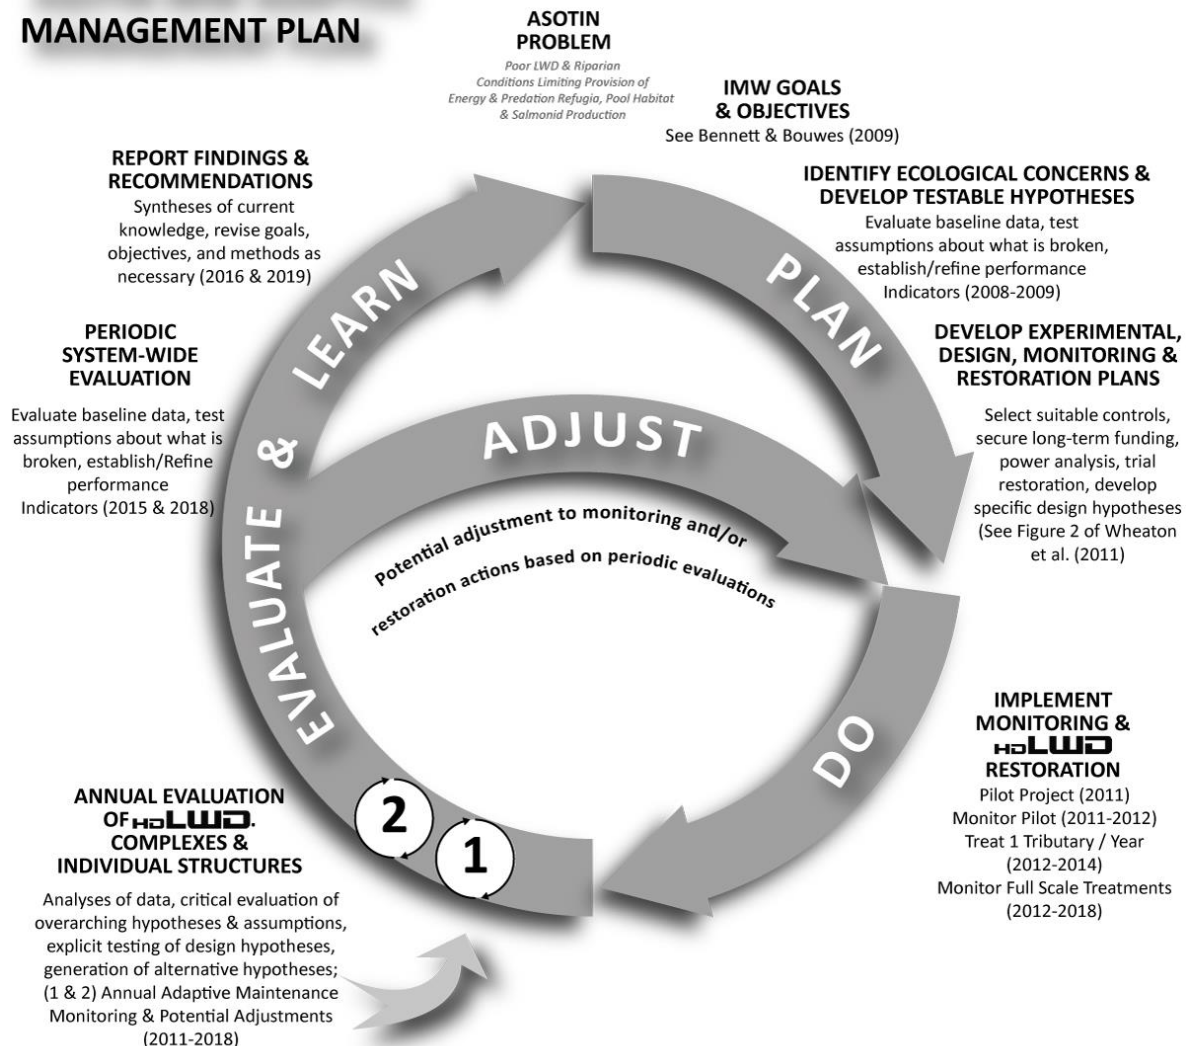 MANAGEMENT PLAN
ASOTIN
PROBLEM
Poor LWD & Riparian
Conditions Limiting Provision of
Energy & Predation Refugia, Pool Habitat
& Salmonid Production
IMW GOALS
& OBJECTIVES
See Bennett & Bouwes (2009)
IDENTIFY ECOLOGICAL CONCERNS &
DEVELOP TESTABLE HYPOTHESES
Evaluate baseline data, test
assumptions about what is broken,
establish/refine performance
Indicators (2008-2009)
DEVELOP EXPERIMENTAL,
DESIGN, MONITORING &
RESTORATION PLANS
Select suitable controls,
secure long-term funding,
power analysis, trial
restoration, develop
specific design hypotheses
(See Figure 2 of Wheaton
et al. (2011)
PLAN
REPORT FINDINGS &
RECOMMENDATIONS
Syntheses of current
knowledge, revise goals,
objectives, and methods as
necessary (2016 & 2019)
PERIODIC
SYSTEM-WIDE
EVALUATION
Evaluate baseline data, test
assumptions about what is
broken, establish/Refine
performance
Indicators (2015 & 2018)
EVALUATE & LEARN
ADJUST
Potential adjustment to monitoring and/or
restoration actions based on periodic evaluations
DO
IMPLEMENT
MONITORING &
HDLWD
RESTORATION
Pilot Project (2011)
Monitor Pilot (2011-2012)
Treat 1 Tributary / Year
(2012-2014)
Monitor Full Scale Treatments
(2012-2018)
2
1
ANNUAL EVALUATION
OF HDLWD.
COMPLEXES &
INDIVIDUAL STRUCTURES
Analyses of data, critical evaluation of
overarching hypotheses & assumptions,
explicit testing of design hypotheses,
generation of alternative hypotheses;
(1 & 2) Annual Adaptive Maintenance
Monitoring & Potential Adjustments
(2011-2018)